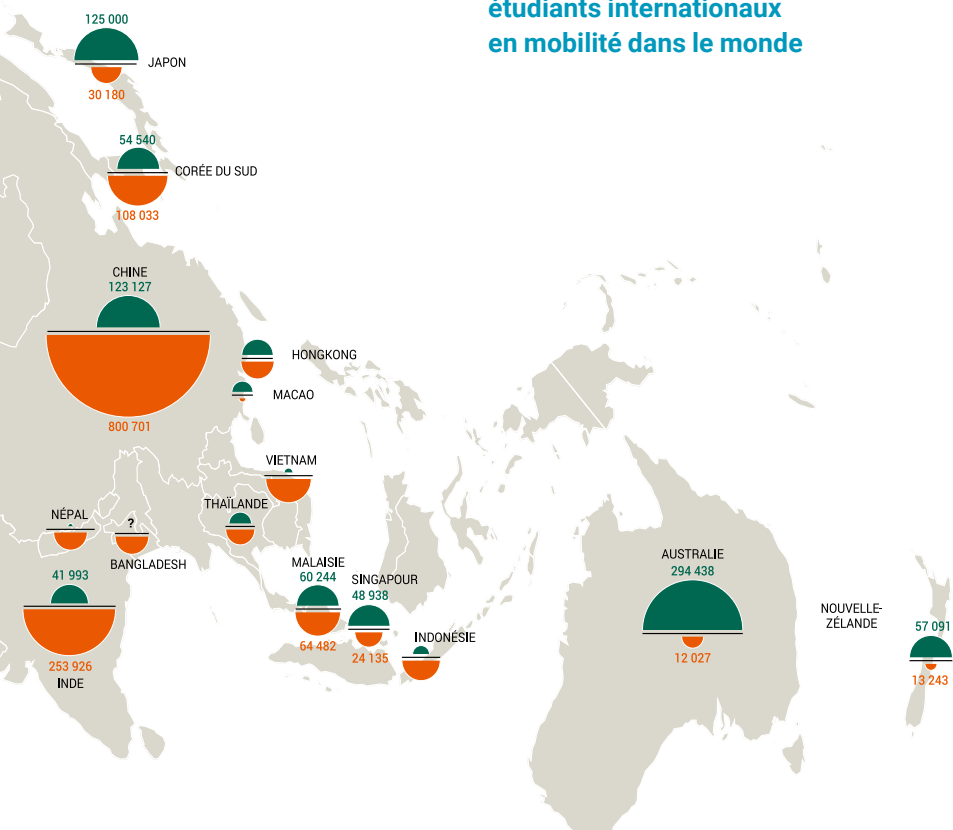 étudiants internationaux
en mobilité dans le monde
125 000
JAPON
30 180
54 540
CORÉE DU SUD
108 033
CHINE
123 127
800 701
HONGKONG
MACAO
VIETNAM
THAÏLANDE
NÉPAL
?
BANGLADESH
41 993
253 926
INDE
MALAISIE
60 244
64 482
SINGAPOUR
48 938
24 135
INDONÉSIE
AUSTRALIE
294 438
12 027
NOUVELLE-
ZÉLANDE
57 091
13 243